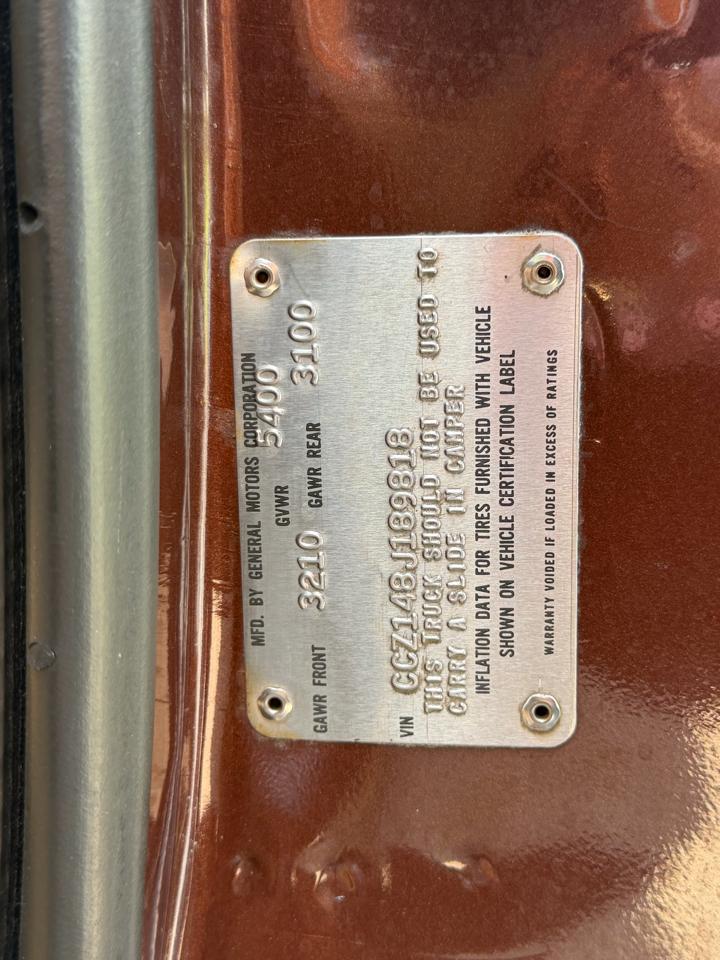 MFD. BY GENERAL MOTORS CORPORATION
GVWR 5400
GAWR FRONT 3210 GAWR REAR 3100
VIN CCZ148J189818
THIS TRUCK SHOULD NOT BE USED TO
CARRY A SLIDE IN CAMPER
INFLATION DATA FOR TIRES FURNISHED WITH VEHICLE
SHOWN ON VEHICLE CERTIFICATION LABEL
WARRANTY VOIDED IF LOADED IN EXCESS OF RATINGS